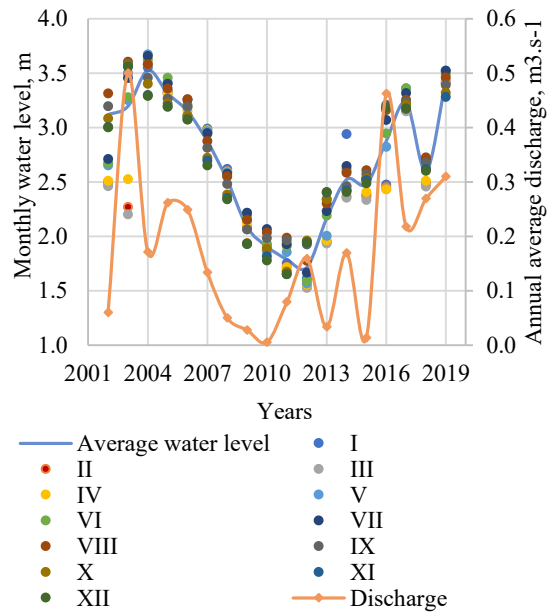 Monthly water level, m
4.0
3.5
3.0
2.5
2.0
1.5
1.0
0.6
0.5
0.4
0.3
0.2
0.1
0.0
Annual average discharge, m3.s-1
2001 2004 2007 2010 2013 2016 2019
Years
Average water level I
II III
IV V
VI VII
VIII IX
X XI
XII Discharge